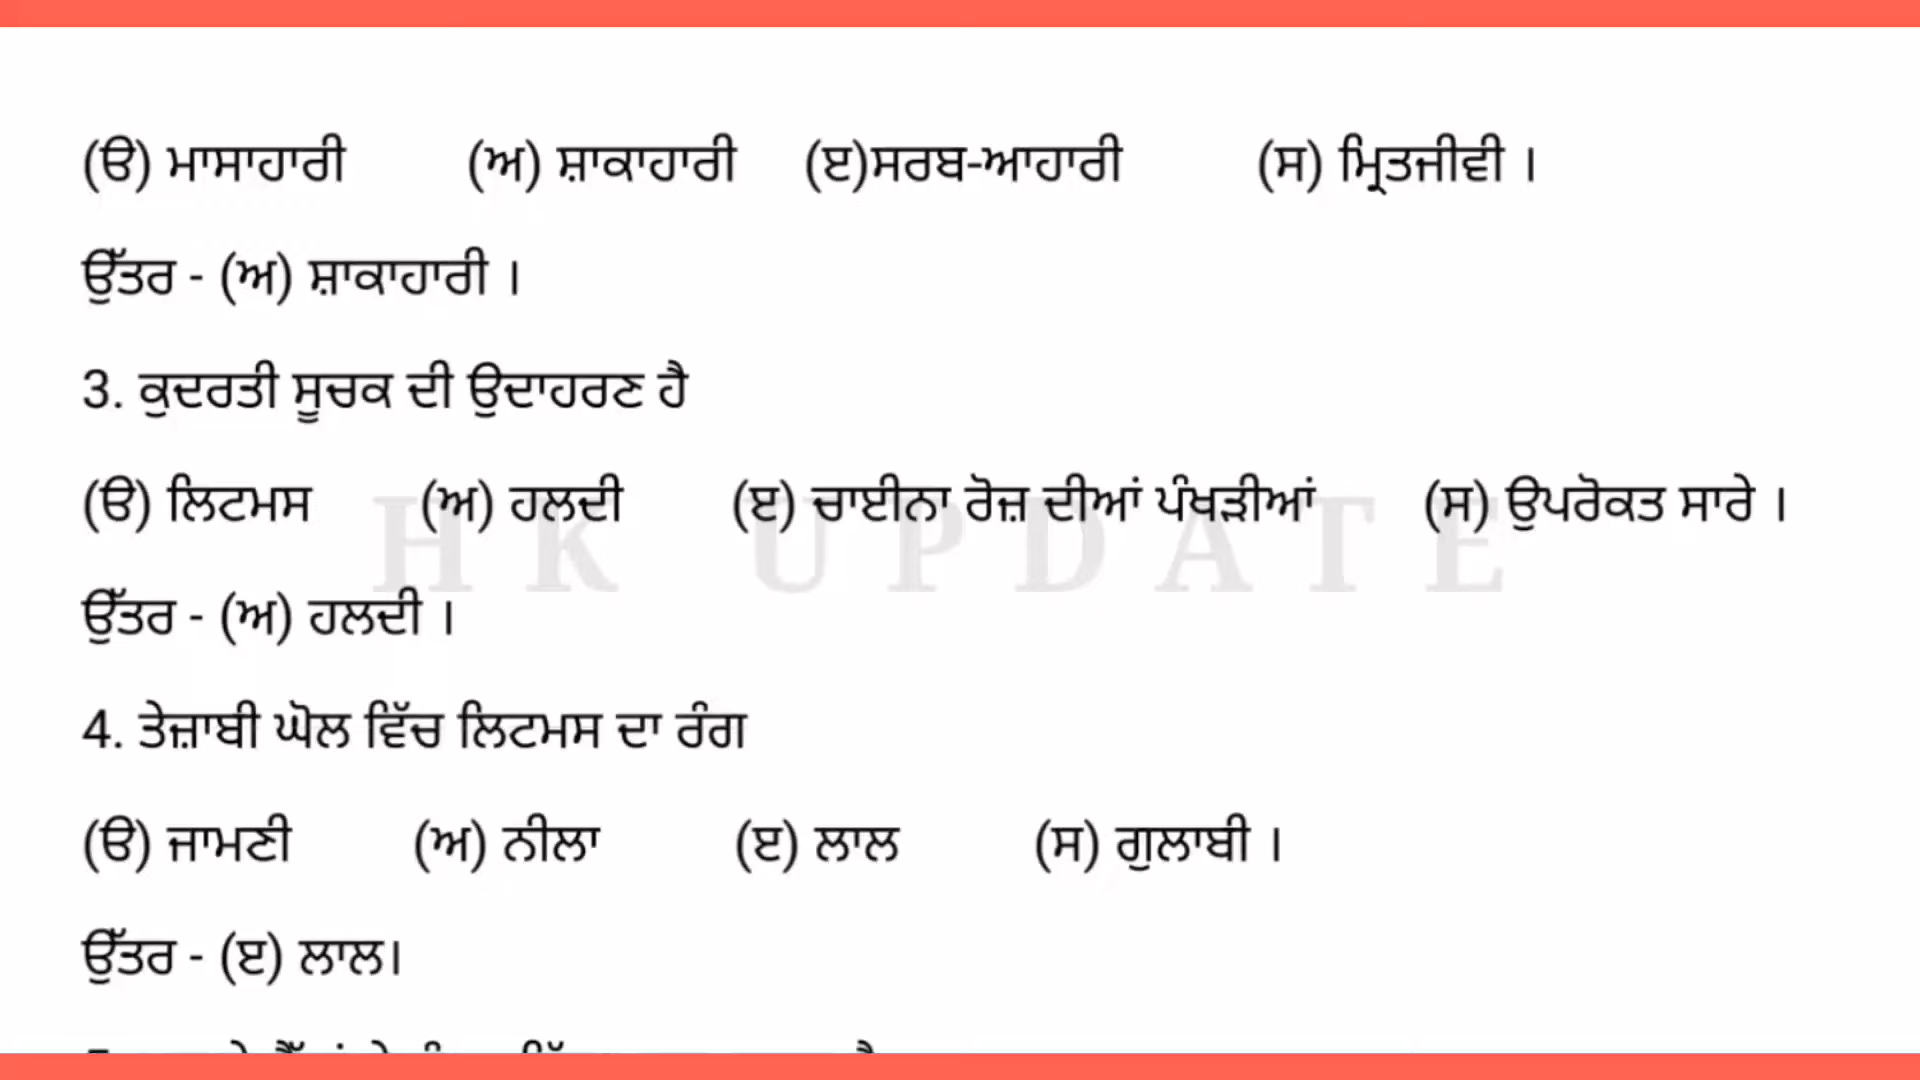 (ੳ) ਮਾਸਾਹਾਰੀ (ਅ) ਸ਼ਾਕਾਹਾਰੀ (ੲ)ਸਰਬ-ਆਹਾਰੀ (ਸ) ਮ੍ਰਿਤਜੀਵੀ ।
ਉੱਤਰ - (ਅ) ਸ਼ਾਕਾਹਾਰੀ ।
3. ਕੁਦਰਤੀ ਸੂਚਕ ਦੀ ਉਦਾਹਰਣ ਹੈ
(ੳ) ਲਿਟਮਸ (ਅ) ਹਲਦੀ (ੲ) ਚਾਈਨਾ ਰੋਜ਼ ਦੀਆਂ ਪੰਖੜੀਆਂ (ਸ) ਉਪਰੋਕਤ ਸਾਰੇ ।
HK UPDATE
ਉੱਤਰ - (ਅ) ਹਲਦੀ ।
4. ਤੇਜ਼ਾਬੀ ਘੋਲ ਵਿੱਚ ਲਿਟਮਸ ਦਾ ਰੰਗ
(ੳ) ਜਾਮਣੀ (ਅ) ਨੀਲਾ (ੲ) ਲਾਲ (ਸ) ਗੁਲਾਬੀ ।
ਉੱਤਰ - (ੲ) ਲਾਲ।